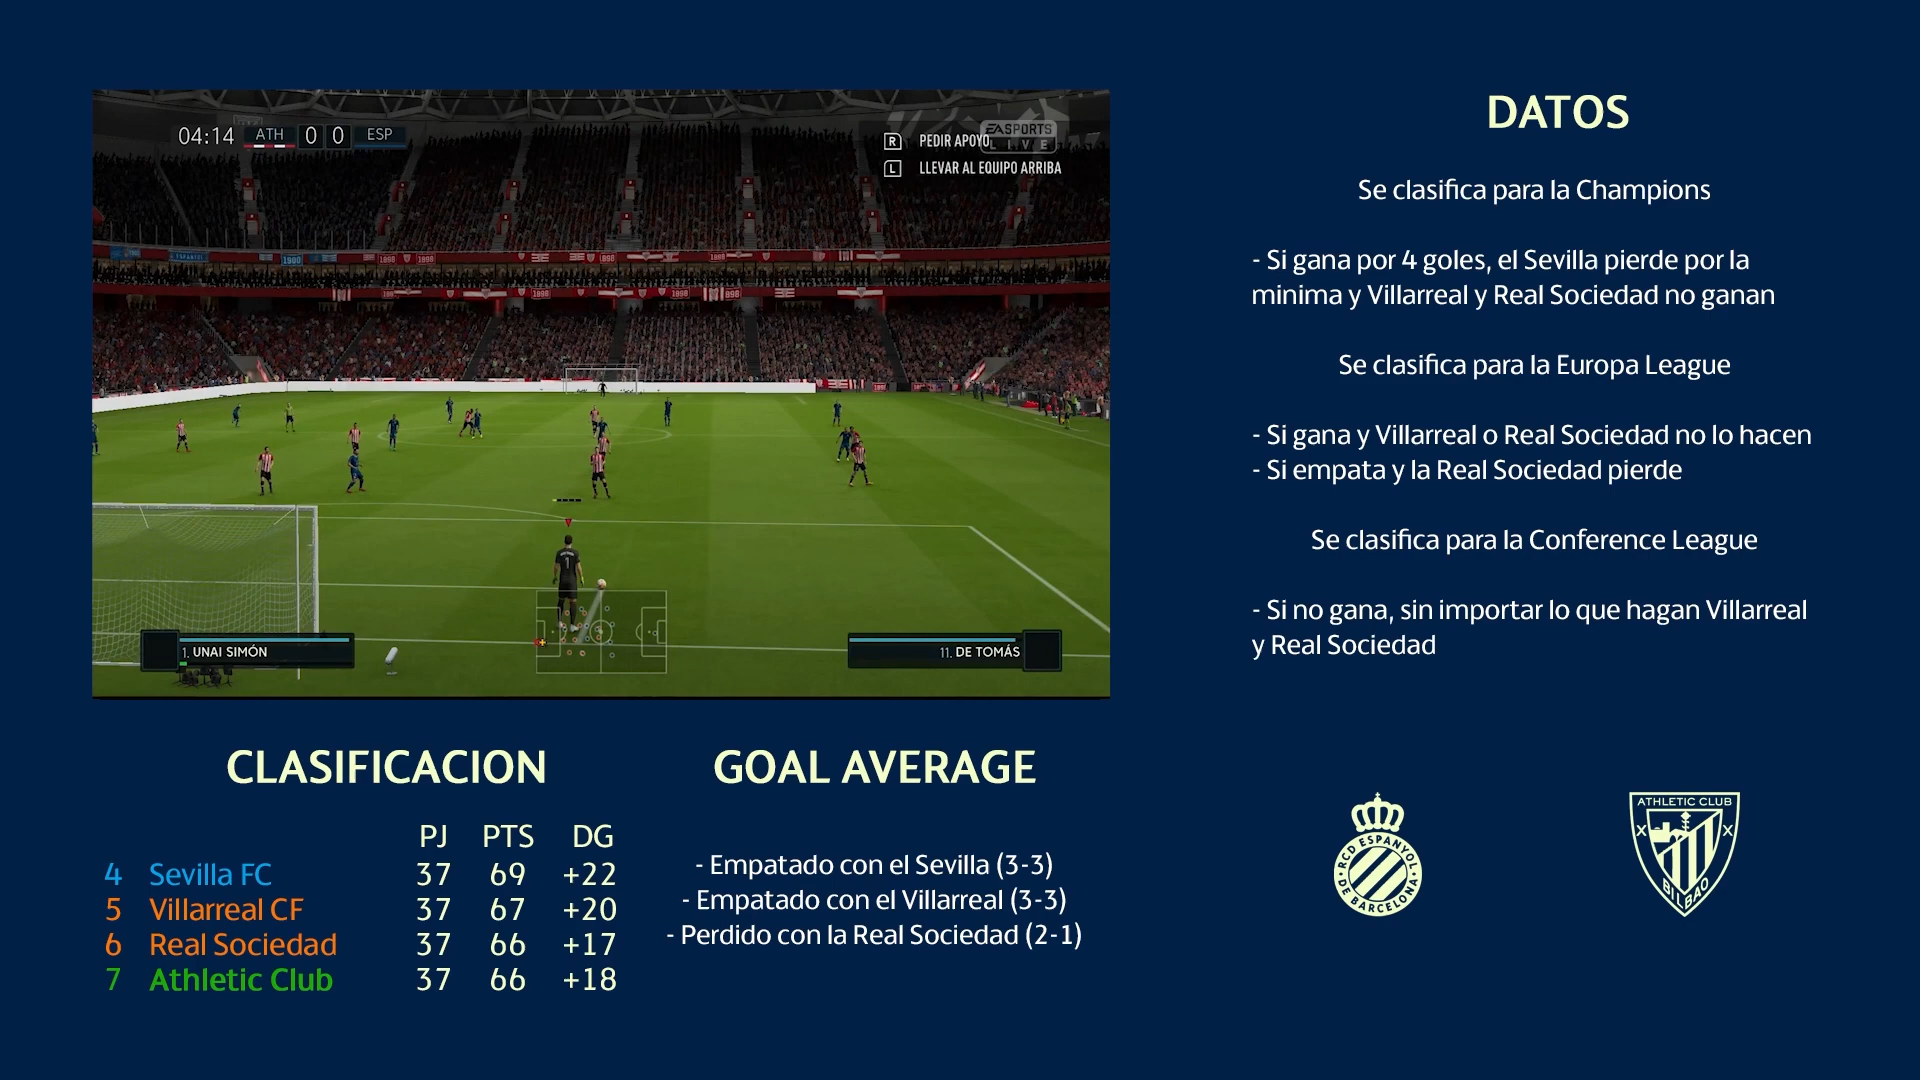 04:14 ATH 0 0 ESP
EA SPORTS
LIVE
R PEDIR APOYO
L LLEVAR AL EQUIPO ARRIBA
1. UNAI SIMÓN
11. DE TOMÁS
DATOS
Se clasifica para la Champions
- Si gana por 4 goles, el Sevilla pierde por la
minima y Villarreal y Real Sociedad no ganan
Se clasifica para la Europa League
- Si gana y Villarreal o Real Sociedad no lo hacen
- Si empata y la Real Sociedad pierde
Se clasifica para la Conference League
- Si no gana, sin importar lo que hagan Villarreal
y Real Sociedad
CLASIFICACION
PJ PTS DG
4 Sevilla FC 37 69 +22
5 Villarreal CF 37 67 +20
6 Real Sociedad 37 66 +17
7 Athletic Club 37 66 +18
GOAL AVERAGE
- Empatado con el Sevilla (3-3)
- Empatado con el Villarreal (3-3)
- Perdido con la Real Sociedad (2-1)
RCD ESPANYOL
DE BARCELONA
ATHLETIC CLUB
BILBAO